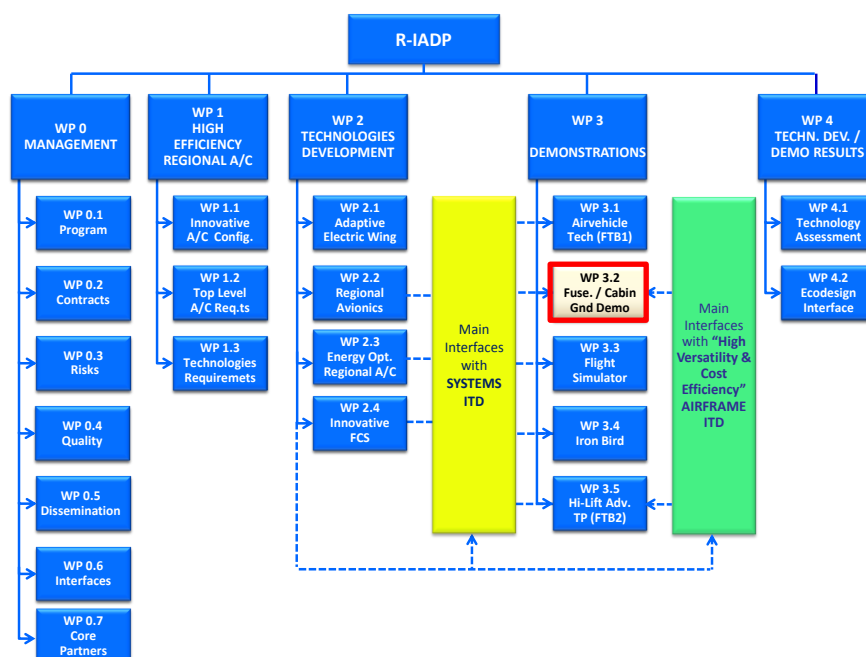 R-IADP
WP 0
MANAGEMENT
WP 1
HIGH
EFFICIENCY
REGIONAL A/C
WP 2
TECHNOLOGIES
DEVELOPMENT
WP 3
DEMONSTRATIONS
WP 4
TECHN. DEV. /
DEMO RESULTS
WP 0.1
Program
WP 0.2
Contracts
WP 0.3
Risks
WP 0.4
Quality
WP 0.5
Dissemination
WP 0.6
Interfaces
WP 0.7
Core
Partners
WP 1.1
Innovative
A/C Config.
WP 1.2
Top Level
A/C Req.ts
WP 1.3
Technologies
Requiremets
WP 2.1
Adaptive
Electric Wing
WP 2.2
Regional
Avionics
WP 2.3
Energy Opt.
Regional A/C
WP 2.4
Innovative
FCS
Main
Interfaces
with
SYSTEMS
ITD
WP 3.1
Airvehicle
Tech (FTB1)
WP 3.2
Fuse. / Cabin
Gnd Demo
WP 3.3
Flight
Simulator
WP 3.4
Iron Bird
WP 3.5
Hi-Lift Adv.
TP (FTB2)
Main
Interfaces
with “High
Versatility &
Cost
Efficiency”
AIRFRAME
ITD
WP 4.1
Technology
Assessment
WP 4.2
Ecodesign
Interface